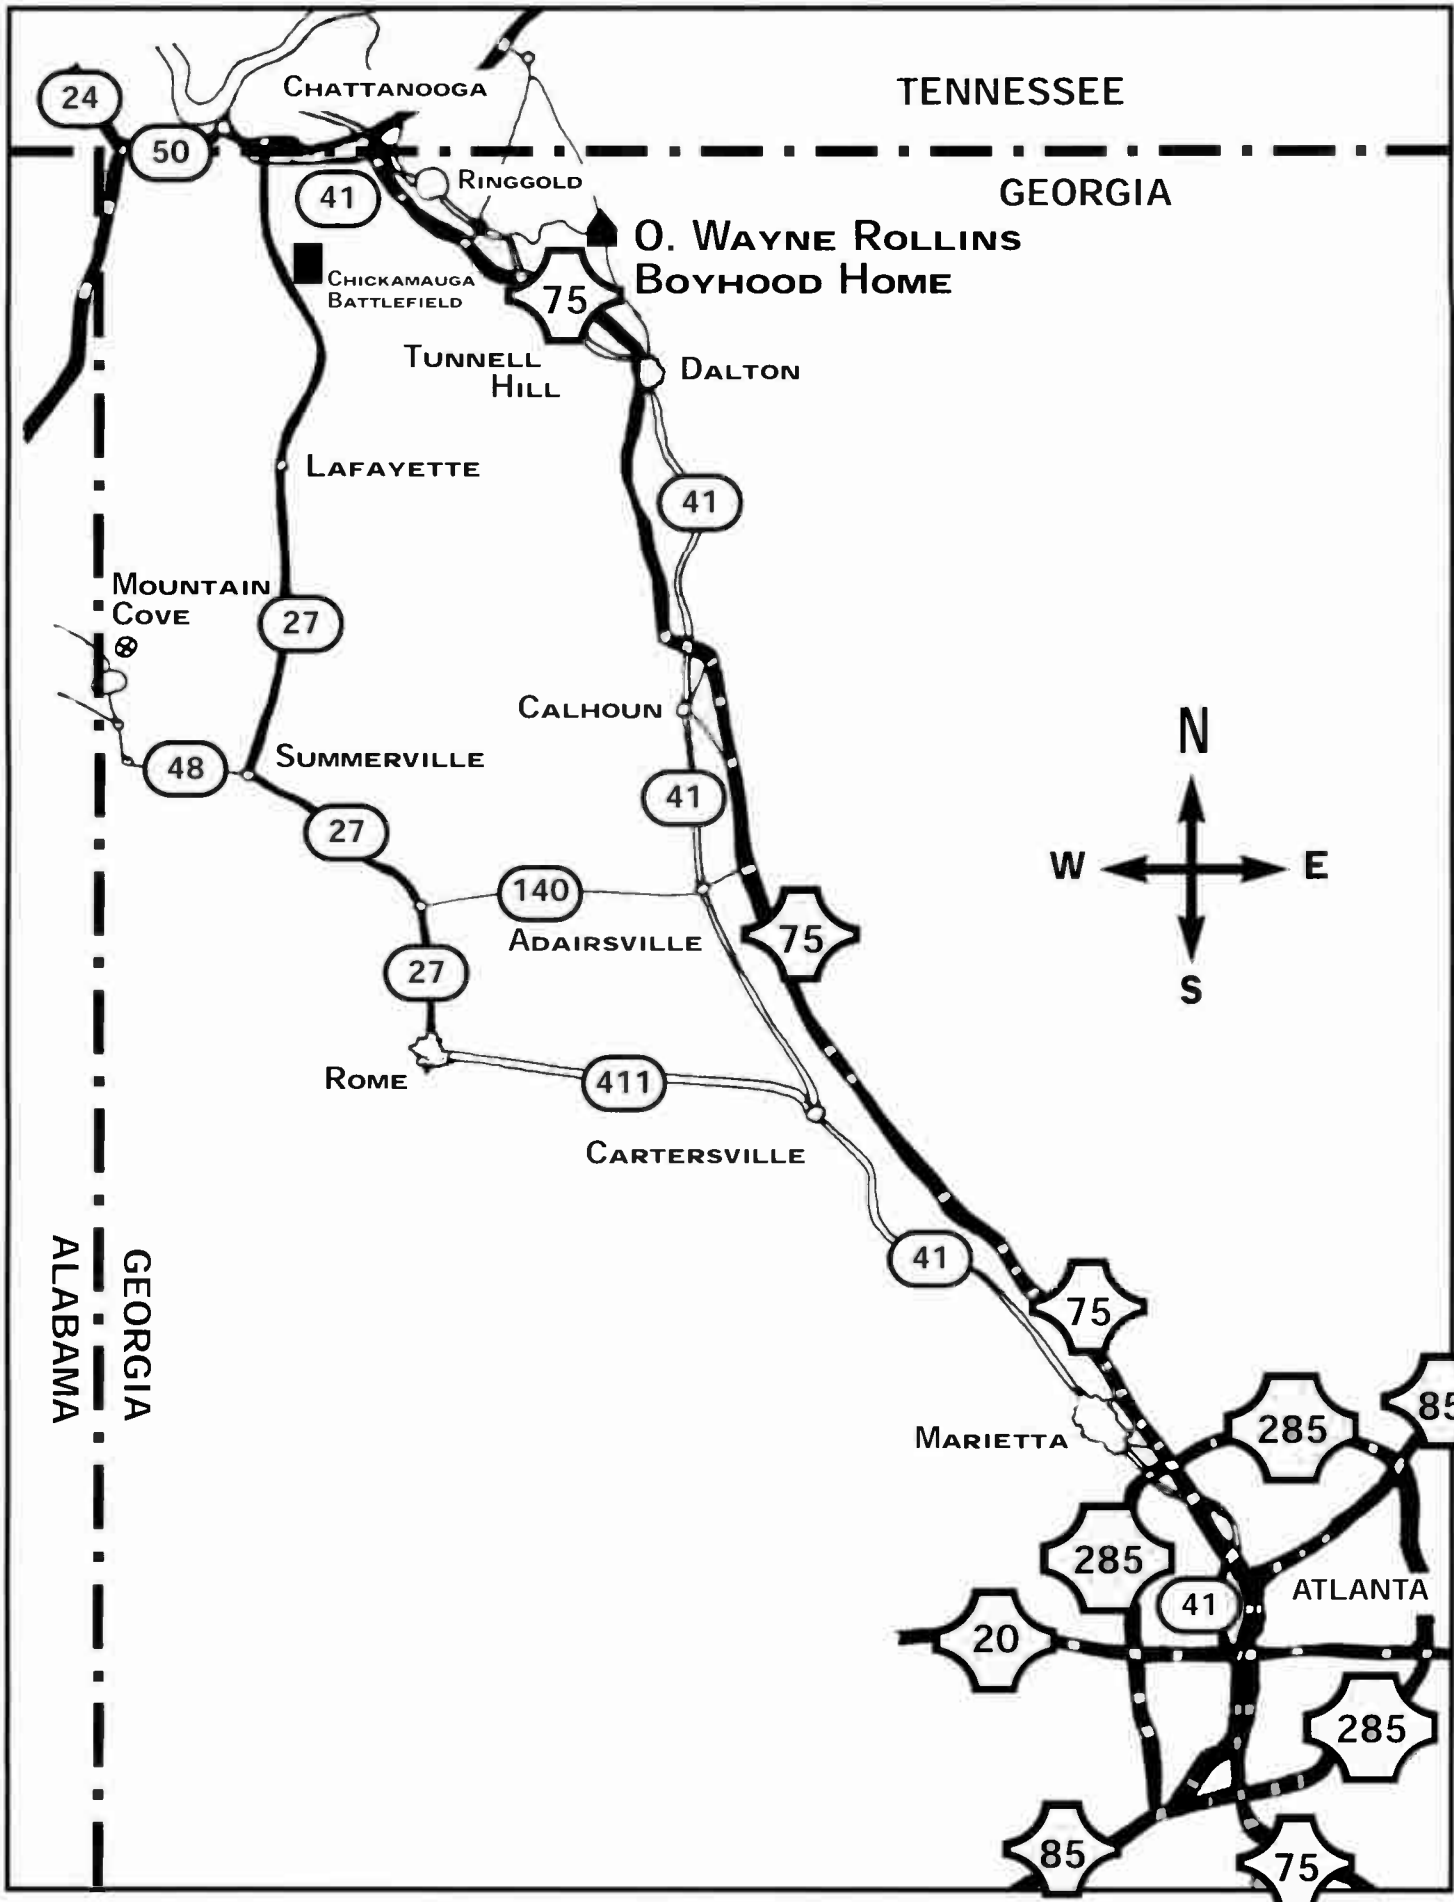 CHATTANOOGA
TENNESSEE
24
50
GEORGIA
41
RINGGOLD
O. WAYNE ROLLINS
BOYHOOD HOME
CHICKAMAUGA
BATTLEFIELD
75
TUNNELL
HILL
DALTON
LAFAYETTE
41
MOUNTAIN
COVE
27
CALHOUN
N
SUMMERVILLE
48
41
27
W
E
140
ADAIRSVILLE
75
27
S
ROME
411
CARTERSVILLE
ALABAMA
GEORGIA
41
75
85
285
MARIETTA
285
ATLANTA
41
20
285
85
75